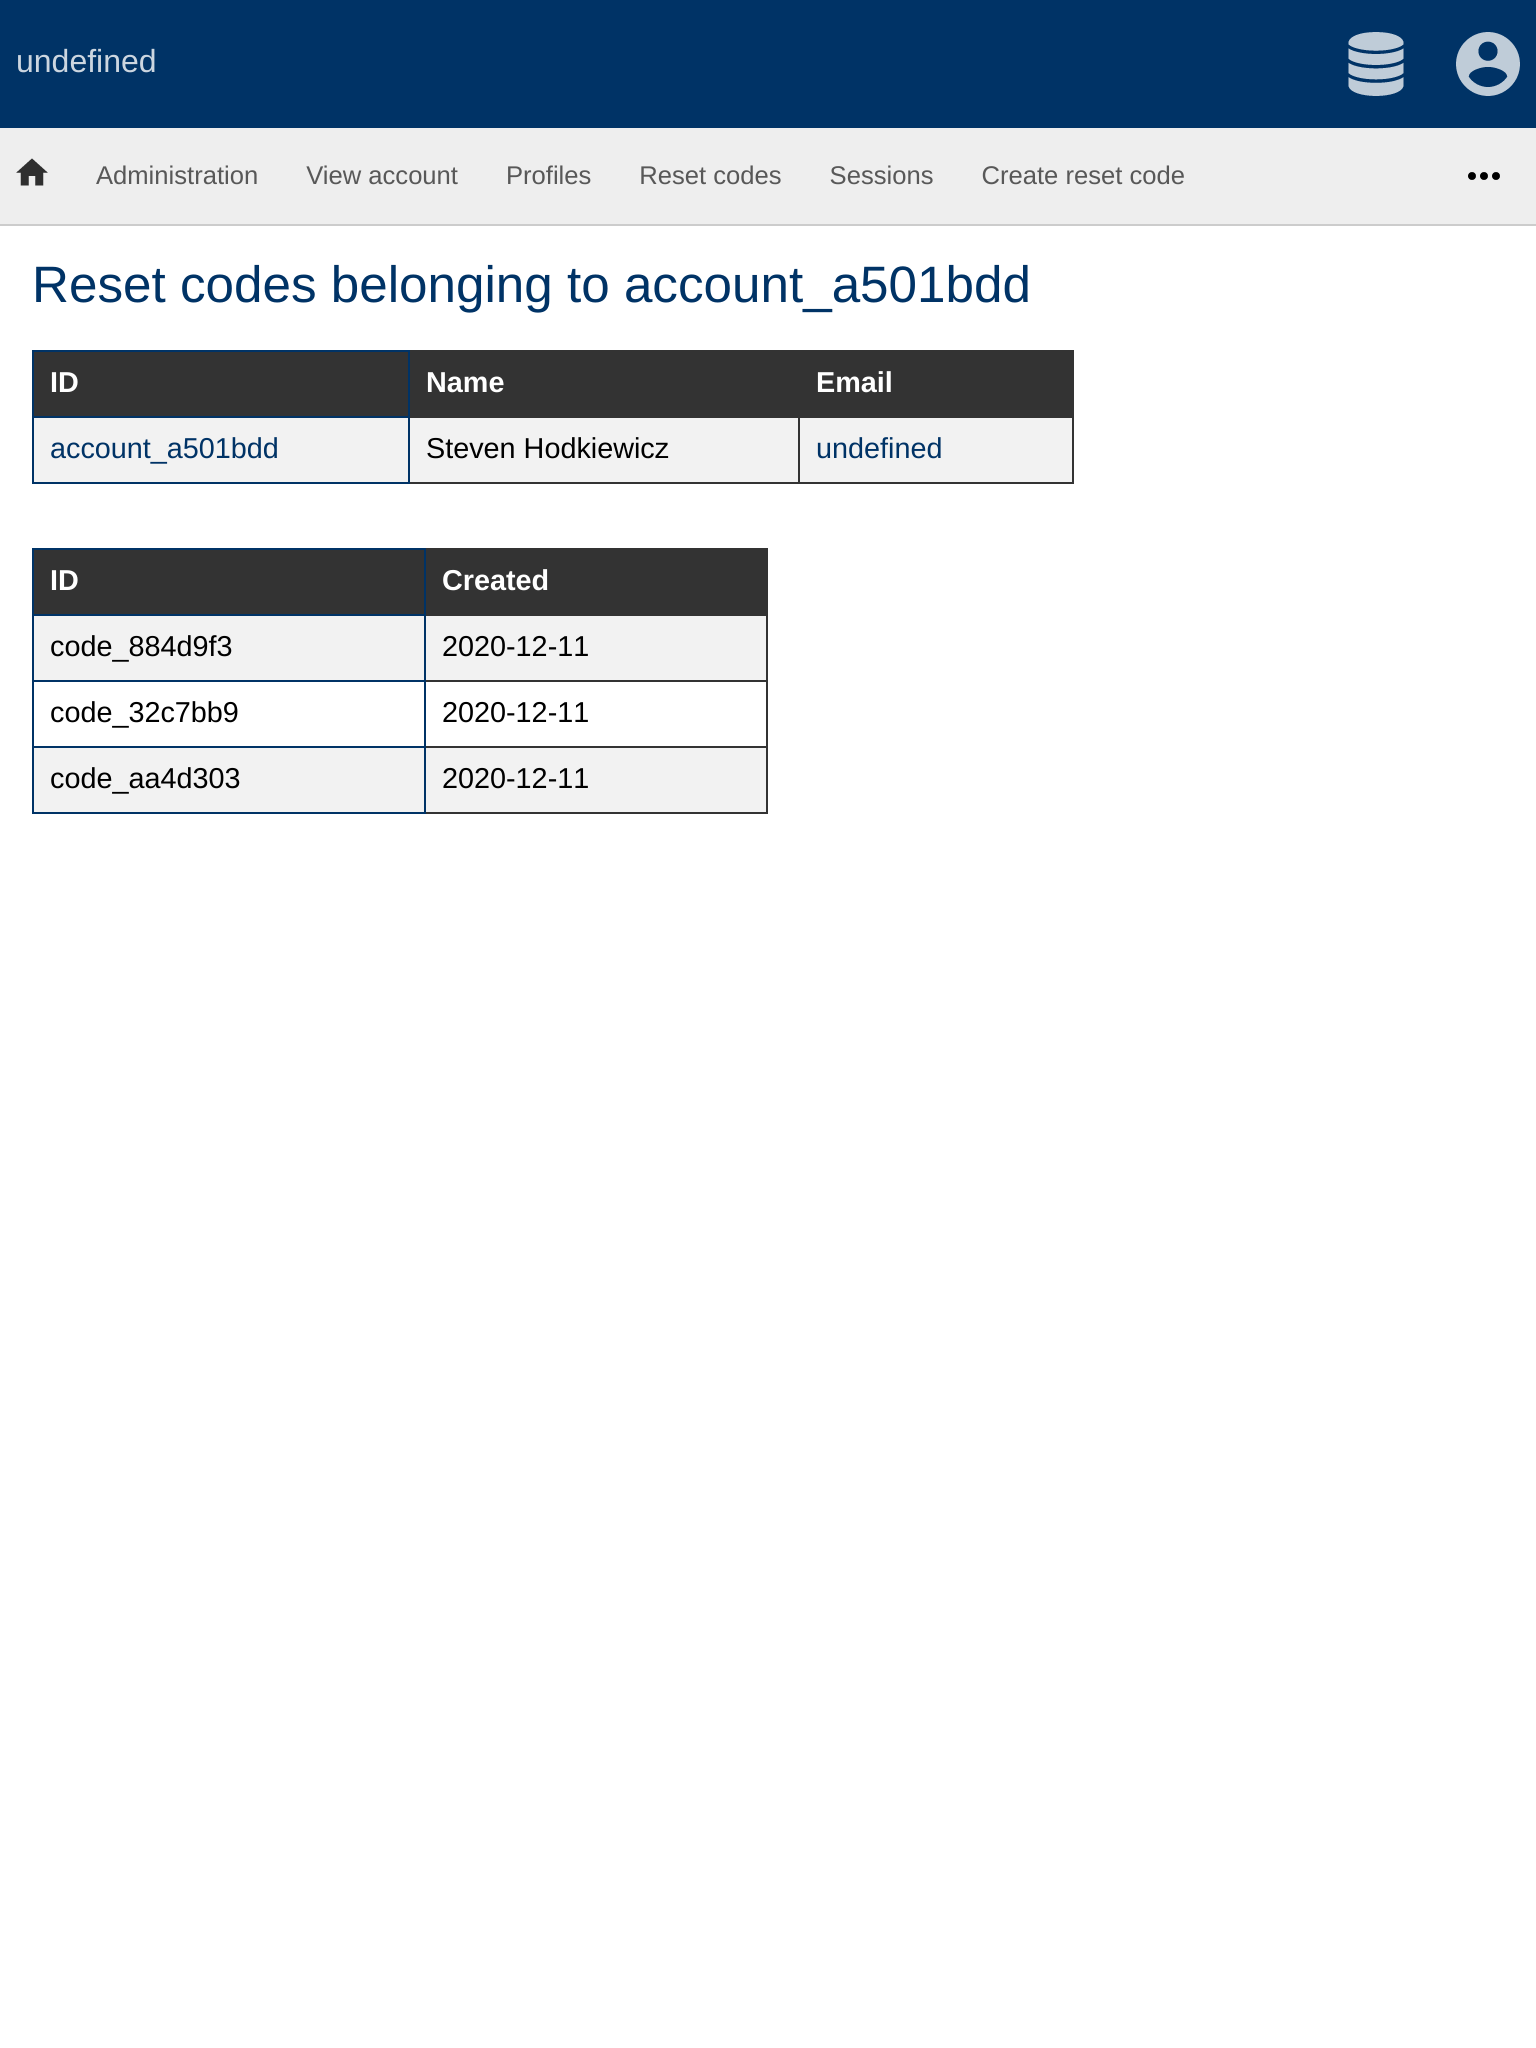 undefined
Administration View account Profiles Reset codes Sessions Create reset code
Reset codes belonging to account_a501bdd
ID Name Email
account_a501bdd Steven Hodkiewicz undefined
ID Created
code_884d9f3 2020-12-11
code_32c7bb9 2020-12-11
code_aa4d303 2020-12-11